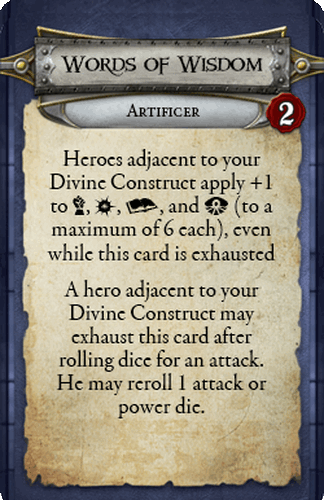 Words of Wisdom
Artificer
2
Heroes adjacent to your
Divine Construct apply +1
to , , , and (to a
maximum of 6 each), even
while this card is exhausted
A hero adjacent to your
Divine Construct may
exhaust this card after
rolling dice for an attack.
He may reroll 1 attack or
power die.